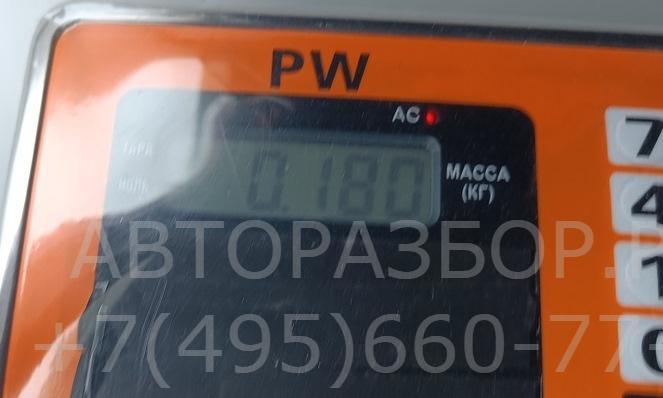 PW
AC
ТАРА
0.180
МАССА
(КГ)
НОЛЬ
7
4
1
АВТОРАЗБОР.
+7(495)660-77-